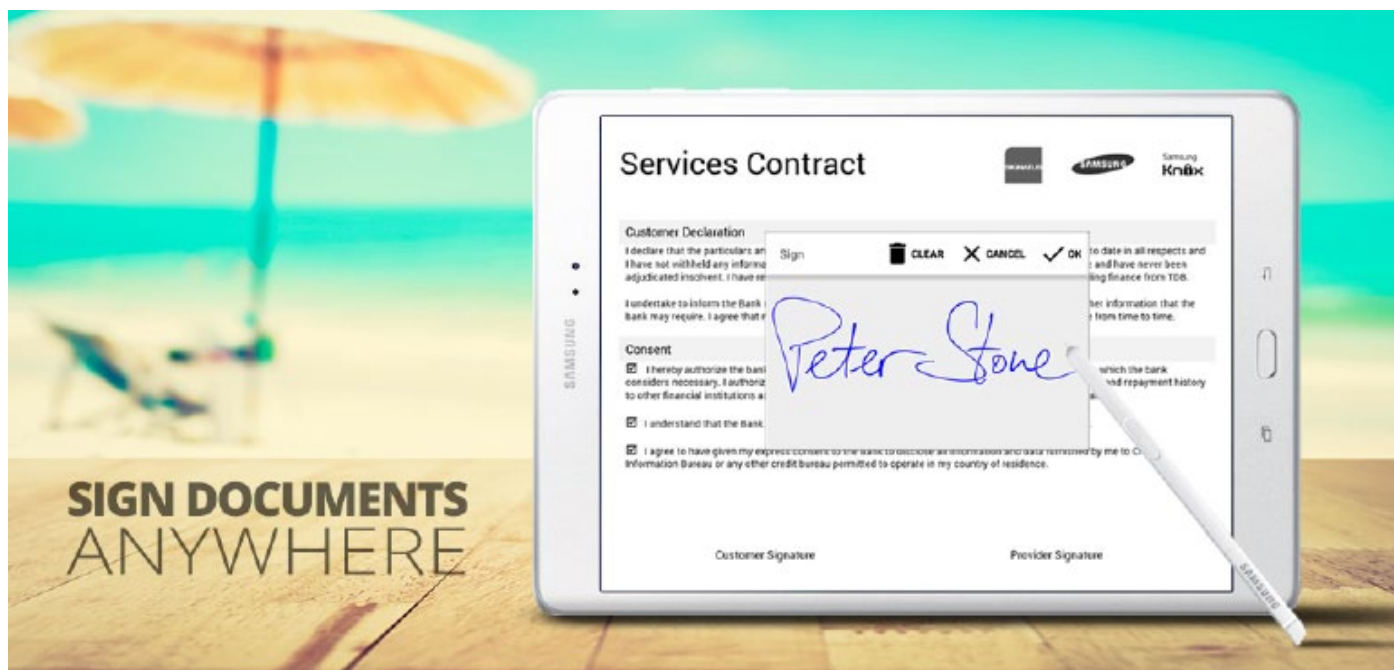 SIGN DOCUMENTS
ANYWHERE
SAMSUNG
Services Contract
SAMSUNG
Samsung
Knox
Customer Declaration
I declare that the particulars an
to date in all respects and
I have not withheld any informa
and have never been
adjudicated insolvent. I have re
ling finance from TDB.
I undertake to inform the Bank
her information that the
bank may require. I agree that
from time to time.
Sign
CLEAR
CANCEL
OK
Peter Stone
Consent
I hereby authorize the bank
which the bank
considers necessary. I authoriz
and repayment history
to other financial institutions a
I understand that the Bank
I agree to have given my express consent to the bank to disclose all information and data furnished by me to C
Information Bureau or any other credit bureau permitted to operate in my country of residence.
Customer Signature
Provider Signature
SAMSUNG